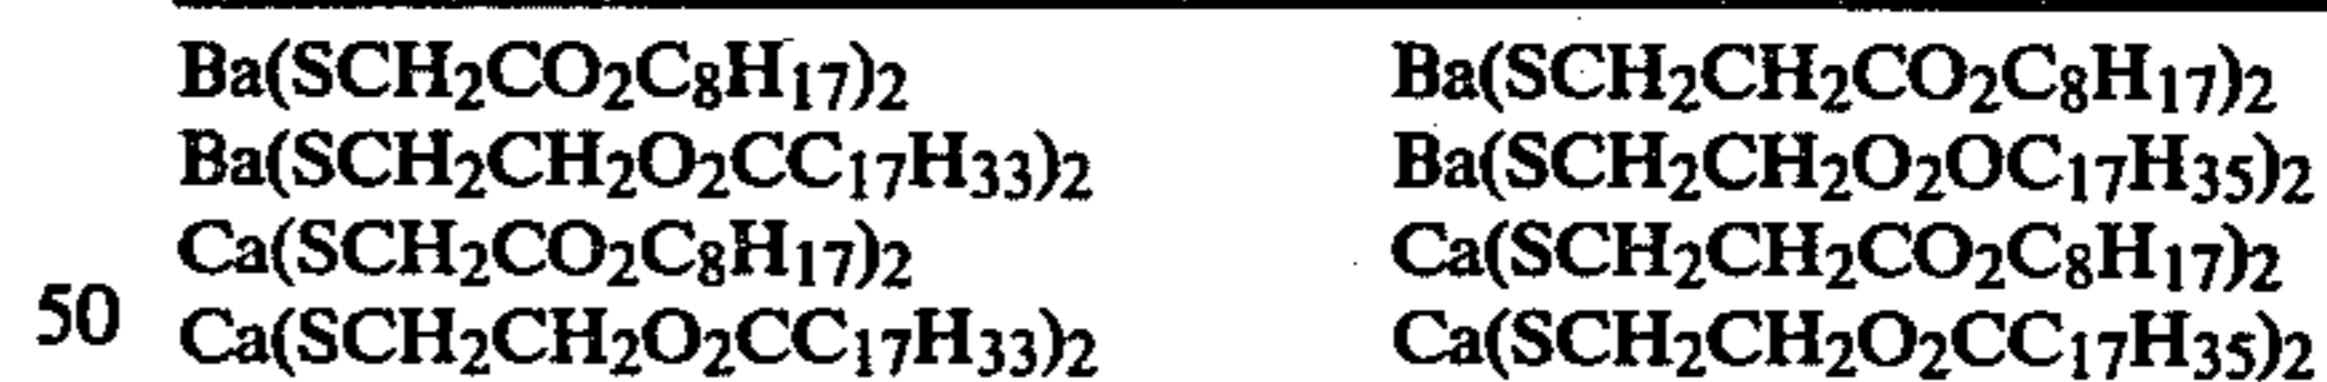 Ba(SCH2CO2C8H17)2 Ba(SCH2CH2CO2C8H17)2
Ba(SCH2CH2O2CC17H33)2 Ba(SCH2CH2O2OC17H35)2
Ca(SCH2CO2C8H17)2 Ca(SCH2CH2CO2C8H17)2
50 Ca(SCH2CH2O2CC17H33)2 Ca(SCH2CH2O2CC17H35)2